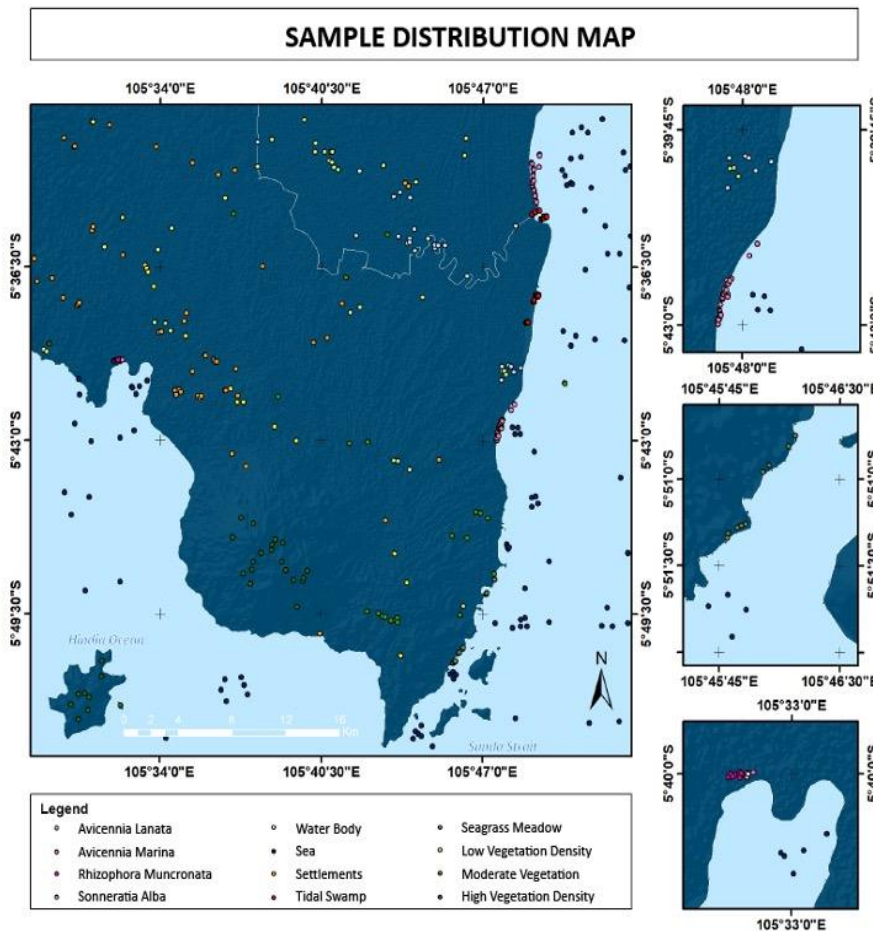 SAMPLE DISTRIBUTION MAP
105°34'0"E 105°40'30"E 105°47'0"E
105°48'0"E
5°39'45"S
5°36'30"S 5°36'30"S
5°43'0"S
105°48'0"E
105°45'45"E 105°46'30"E
5°43'0"S 5°43'0"S
5°51'0"S 5°51'0"S
5°51'30"S 5°51'30"S
5°49'30"S 5°49'30"S
Hindia Ocean
N
105°45'45"E 105°46'30"E
105°33'0"E
0 2 4 8 12 16
Km
Sunda Strait
105°34'0"E 105°40'30"E 105°47'0"E
5°40'0"S 5°40'0"S
Legend
Avicennia Lanata Water Body Seagrass Meadow
Avicennia Marina Sea Low Vegetation Density
Rhizophora Muncronata Settlements Moderate Vegetation
Sonneratia Alba Tidal Swamp High Vegetation Density
105°33'0"E